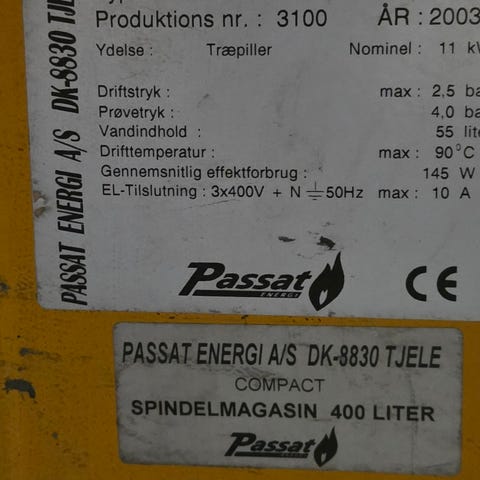 Produktions nr. : 3100 ÅR : 2003
Ydelse : Træpiller Nominel : 11
Driftstryk : max : 2,5
Prøvetryk : 4,0
Vandindhold : 55
Drifttemperatur : max : 90°C
Gennemsnitlig effektforbrug : 145 W
EL-Tilslutning : 3x400V + N ⏚ 50Hz max : 10 A
PASSAT ENERGI A/S DK-8830
Passat
ENERGI
CE
PASSAT ENERGI A/S DK-8830 TJELE
COMPACT
SPINDELMAGASIN 400 LITER
Passat
ENERGI